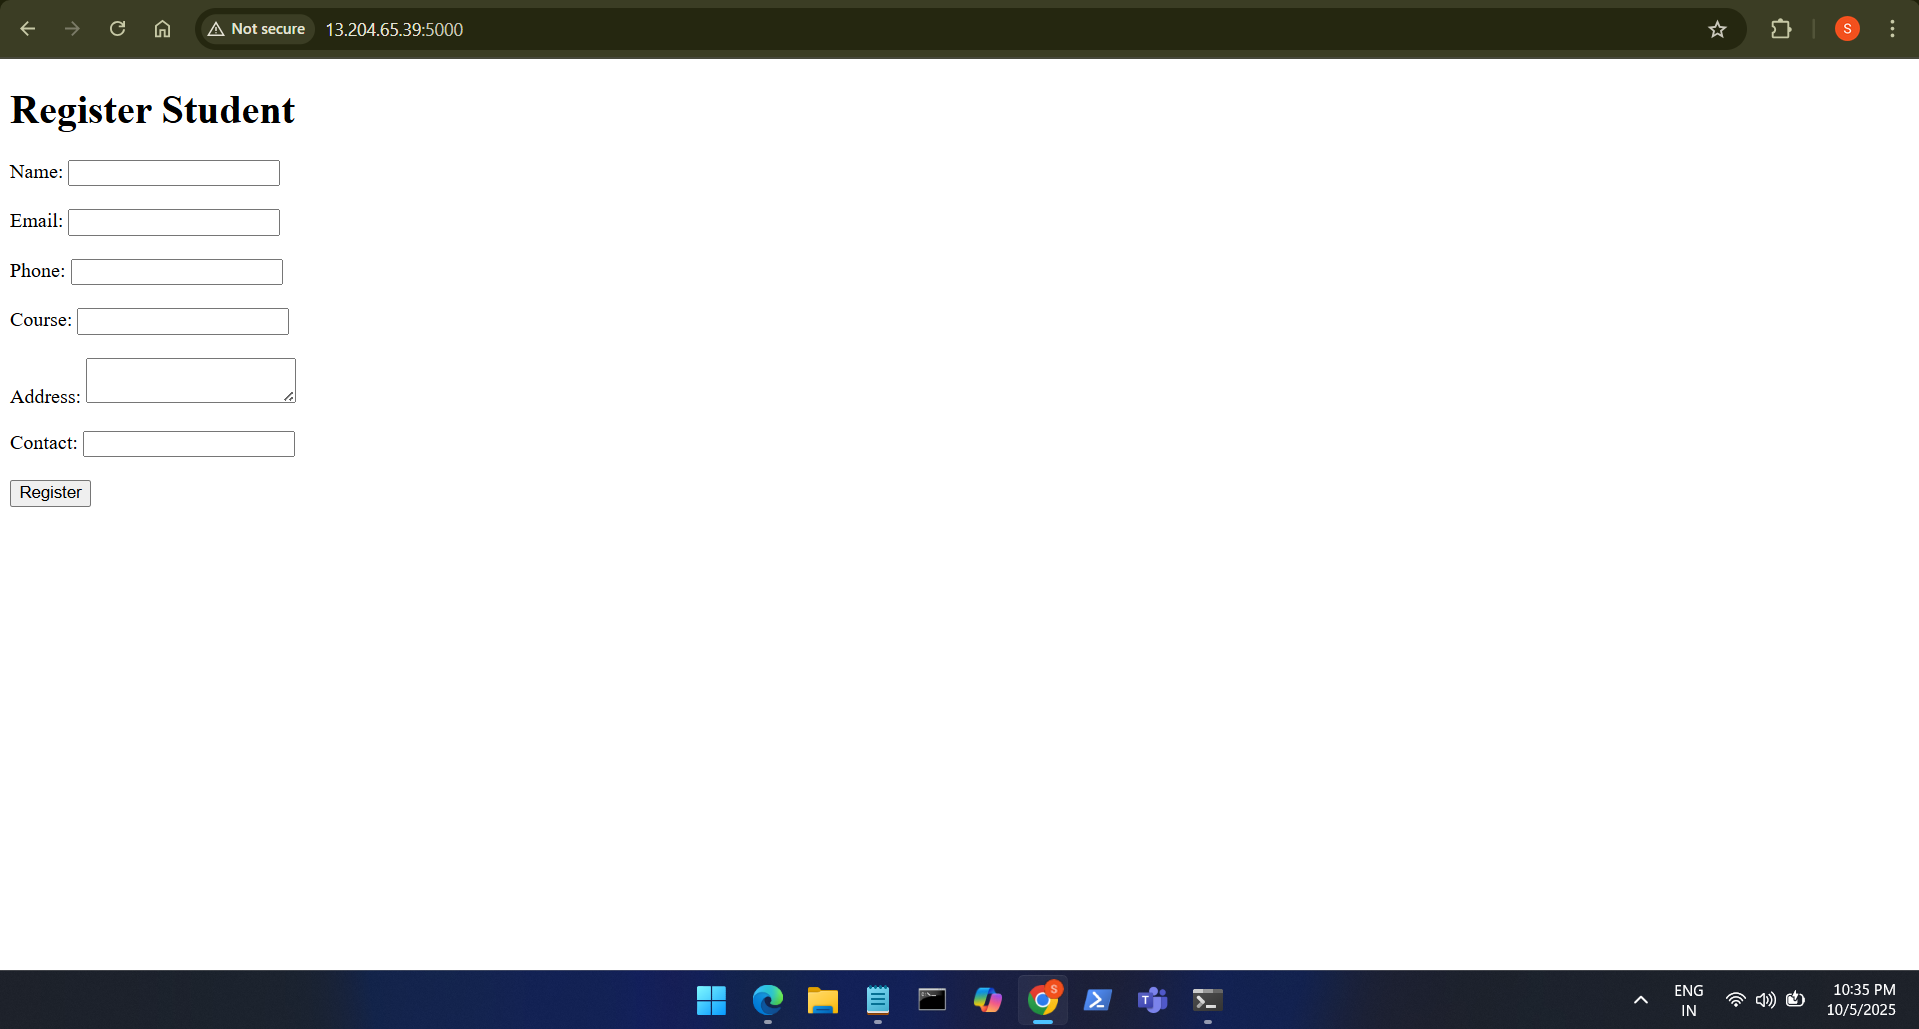 Not secure 13.204.65.39:5000
S
Register Student
Name:
Email:
Phone:
Course:
Address:
Contact:
Register
S
T
ENG
IN
10:35 PM
10/5/2025